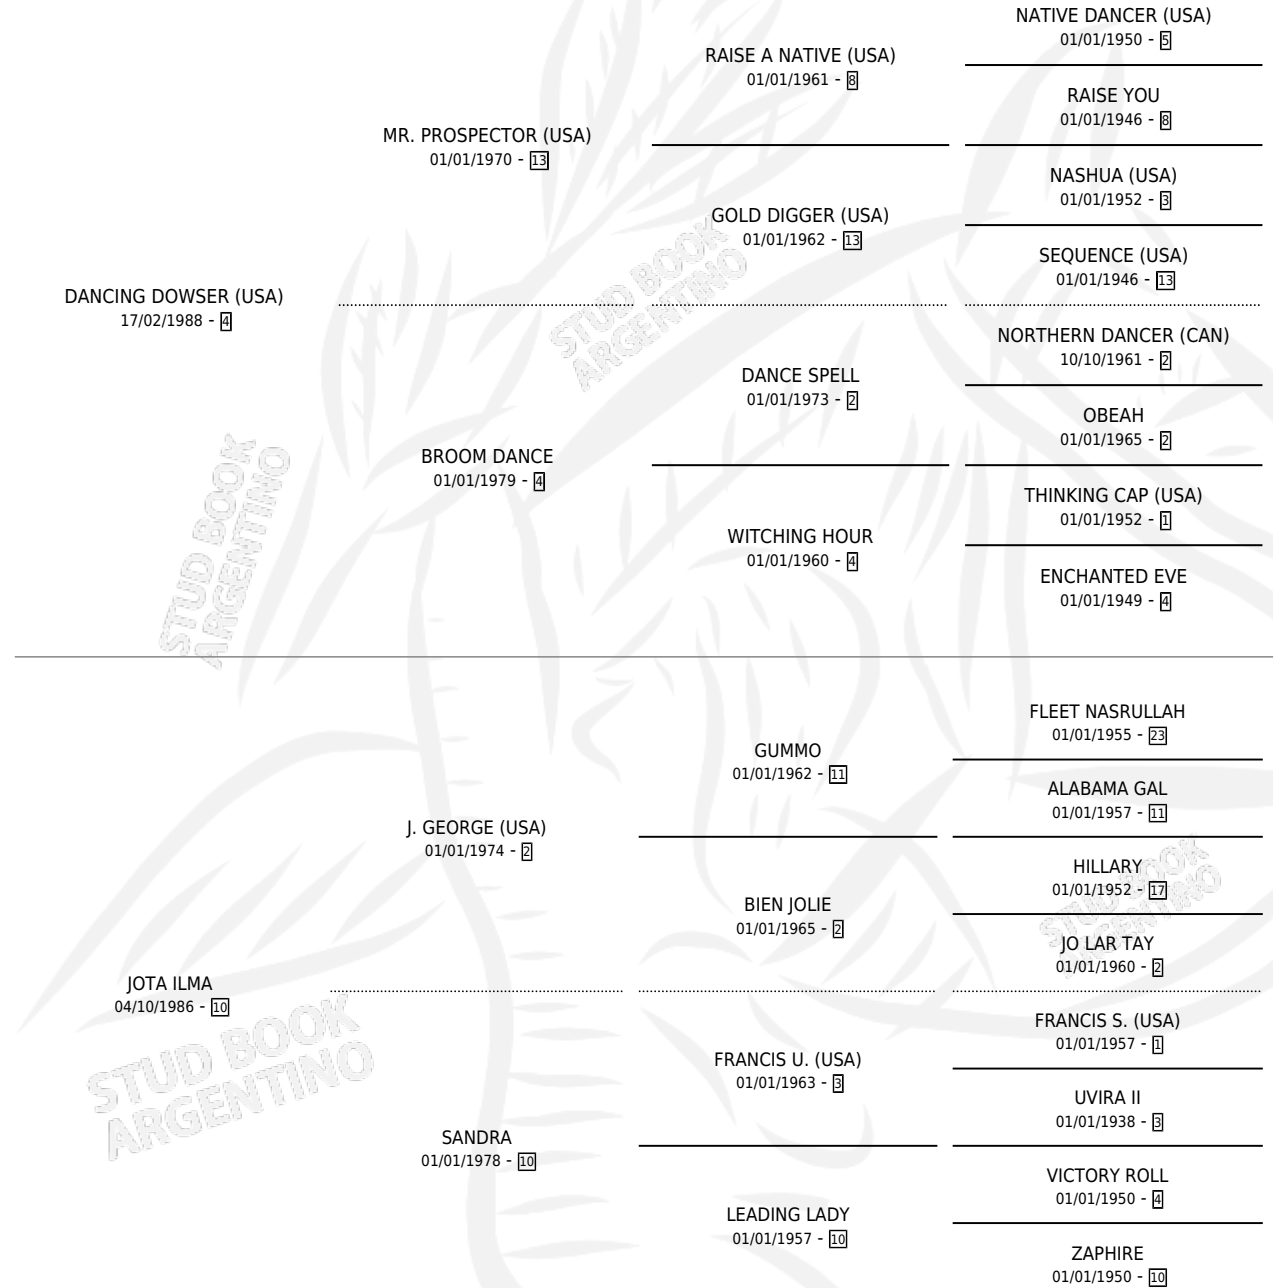 NATIVE DANCER (USA)
01/01/1950 - 5
RAISE A NATIVE (USA)
01/01/1961 - 8
RAISE YOU
01/01/1946 - 8
MR. PROSPECTOR (USA)
01/01/1970 - 13
NASHUA (USA)
01/01/1952 - 3
GOLD DIGGER (USA)
01/01/1962 - 13
SEQUENCE (USA)
01/01/1946 - 13
DANCING DOWSER (USA)
17/02/1988 - 4
STUD BOOK
ARGENTINO
NORTHERN DANCER (CAN)
10/10/1961 - 2
DANCE SPELL
01/01/1973 - 2
OBEAH
01/01/1965 - 2
BROOM DANCE
01/01/1979 - 4
THINKING CAP (USA)
01/01/1952 - 1
WITCHING HOUR
01/01/1960 - 4
ENCHANTED EVE
01/01/1949 - 4
STUD BOOK
ARGENTINO
FLEET NASRULLAH
01/01/1955 - 23
GUMMO
01/01/1962 - 11
ALABAMA GAL
01/01/1957 - 11
J. GEORGE (USA)
01/01/1974 - 2
HILLARY
01/01/1952 - 17
BIEN JOLIE
01/01/1965 - 2
STUD BOOK
ARGENTINO
JO LAR TAY
01/01/1960 - 2
JOTA ILMA
04/10/1986 - 10
STUD BOOK
ARGENTINO
FRANCIS S. (USA)
01/01/1957 - 1
FRANCIS U. (USA)
01/01/1963 - 3
UVIRA II
01/01/1938 - 3
SANDRA
01/01/1978 - 10
VICTORY ROLL
01/01/1950 - 4
LEADING LADY
01/01/1957 - 10
ZAPHIRE
01/01/1950 - 10